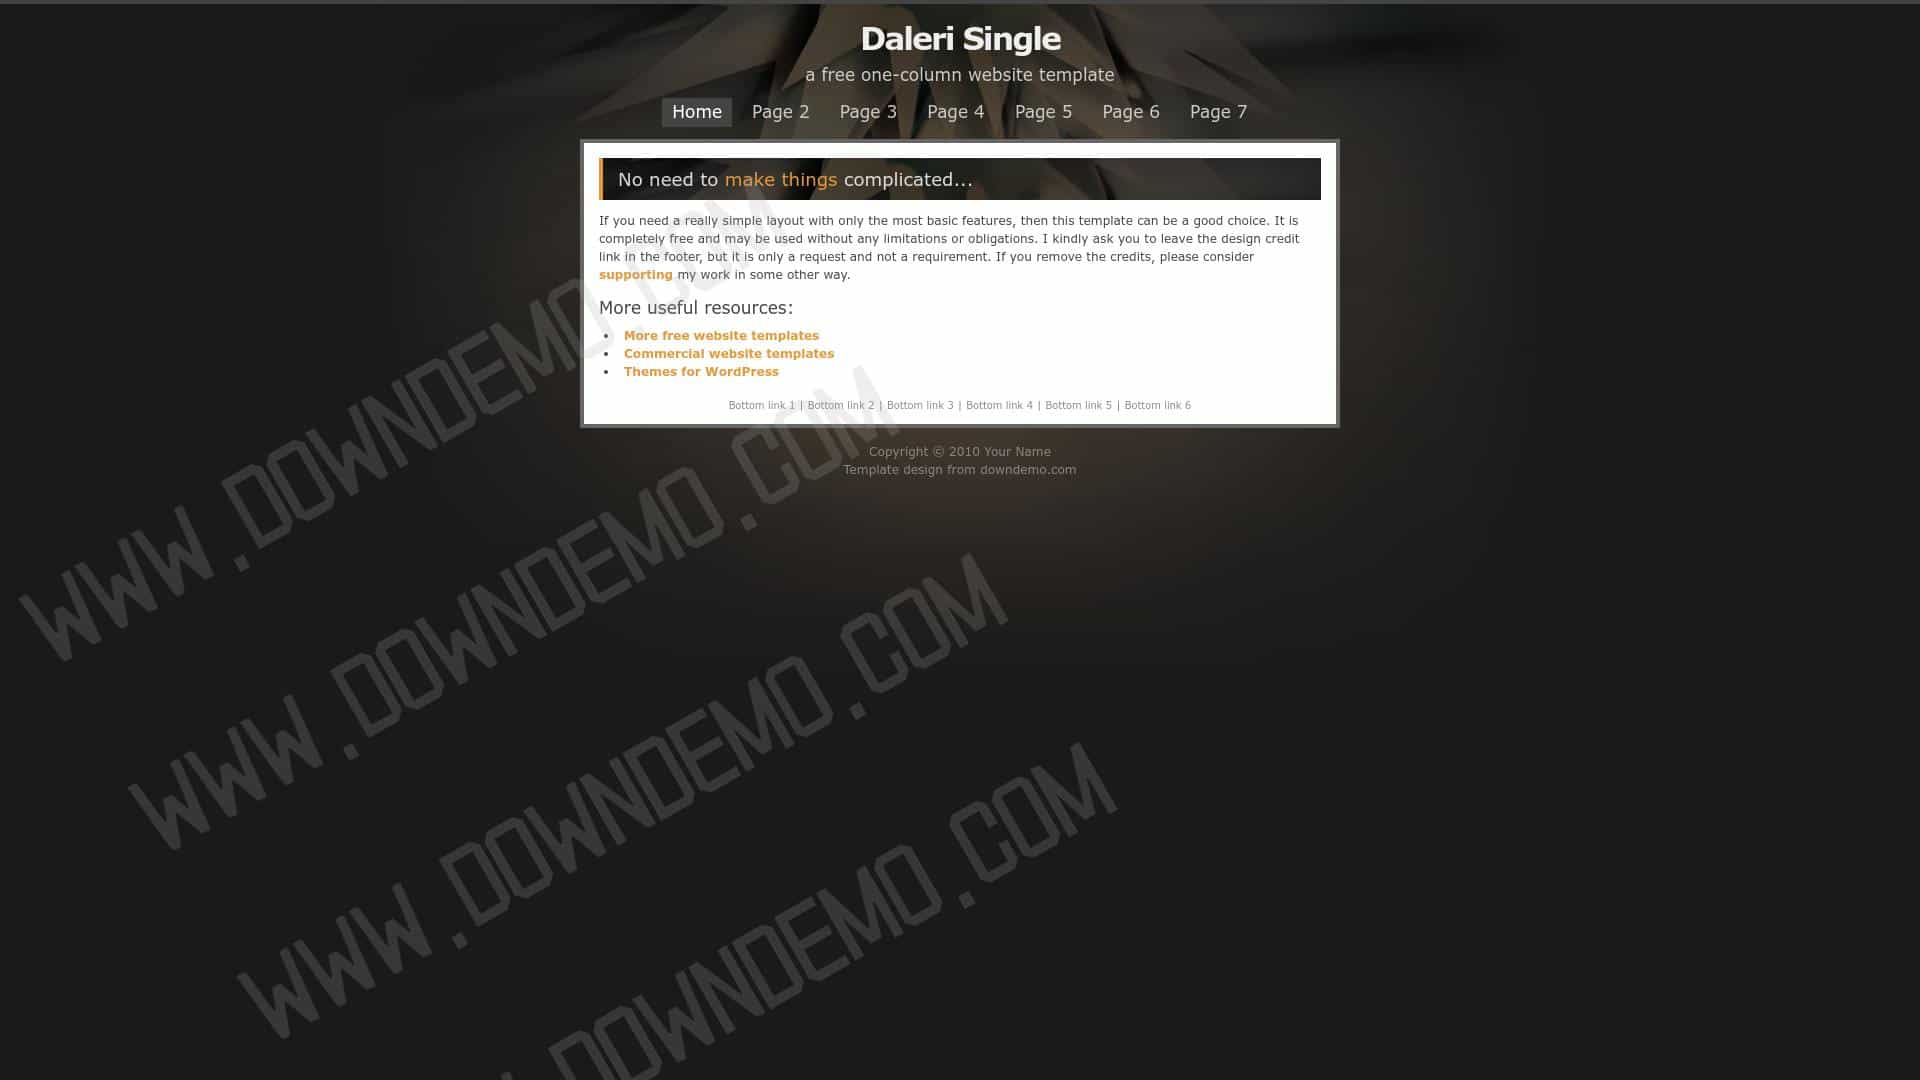 Daleri Single
a free one-column website template
Home Page 2 Page 3 Page 4 Page 5 Page 6 Page 7
No need to make things complicated...
If you need a really simple layout with only the most basic features, then this template can be a good choice. It is
completely free and may be used without any limitations or obligations. I kindly ask you to leave the design credit
link in the footer, but it is only a request and not a requirement. If you remove the credits, please consider
supporting my work in some other way.
More useful resources:
• More free website templates
• Commercial website templates
• Themes for WordPress
Bottom link 1 | Bottom link 2 | Bottom link 3 | Bottom link 4 | Bottom link 5 | Bottom link 6
Copyright © 2010 Your Name
Template design from downdemo.com
WWW.DOWNDEMO.COM
WWW.DOWNDEMO.COM
WWW.DOWNDEMO.COM
DOWNDEMO.COM